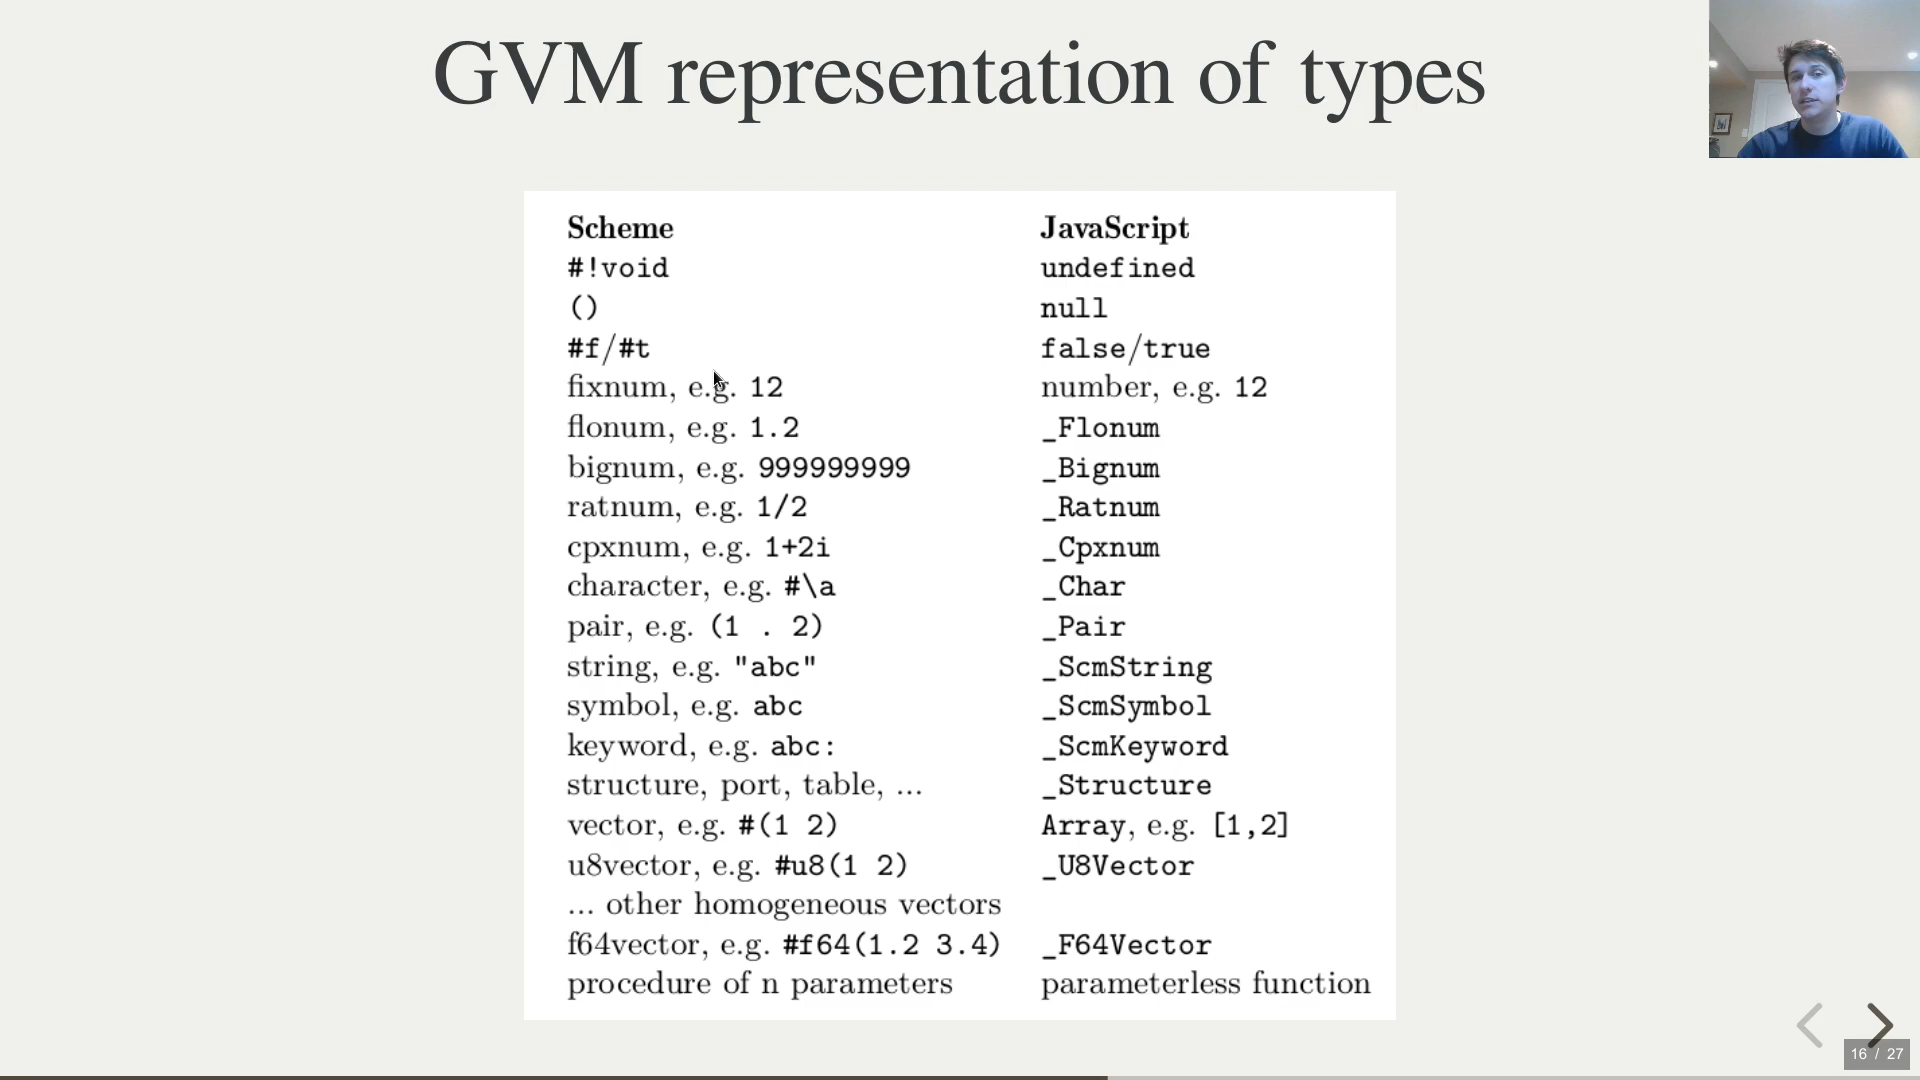 GVM representation of types
Scheme JavaScript
#!void undefined
() null
#f/#t false/true
fixnum, e.g. 12 number, e.g. 12
flonum, e.g. 1.2 _Flonum
bignum, e.g. 999999999 _Bignum
ratnum, e.g. 1/2 _Ratnum
cpxnum, e.g. 1+2i _Cpxnum
character, e.g. #\a _Char
pair, e.g. (1 . 2) _Pair
string, e.g. "abc" _ScmString
symbol, e.g. abc _ScmSymbol
keyword, e.g. abc: _ScmKeyword
structure, port, table, ... _Structure
vector, e.g. #(1 2) Array, e.g. [1,2]
u8vector, e.g. #u8(1 2) _U8Vector
... other homogeneous vectors
f64vector, e.g. #f64(1.2 3.4) _F64Vector
procedure of n parameters parameterless function
16 / 27